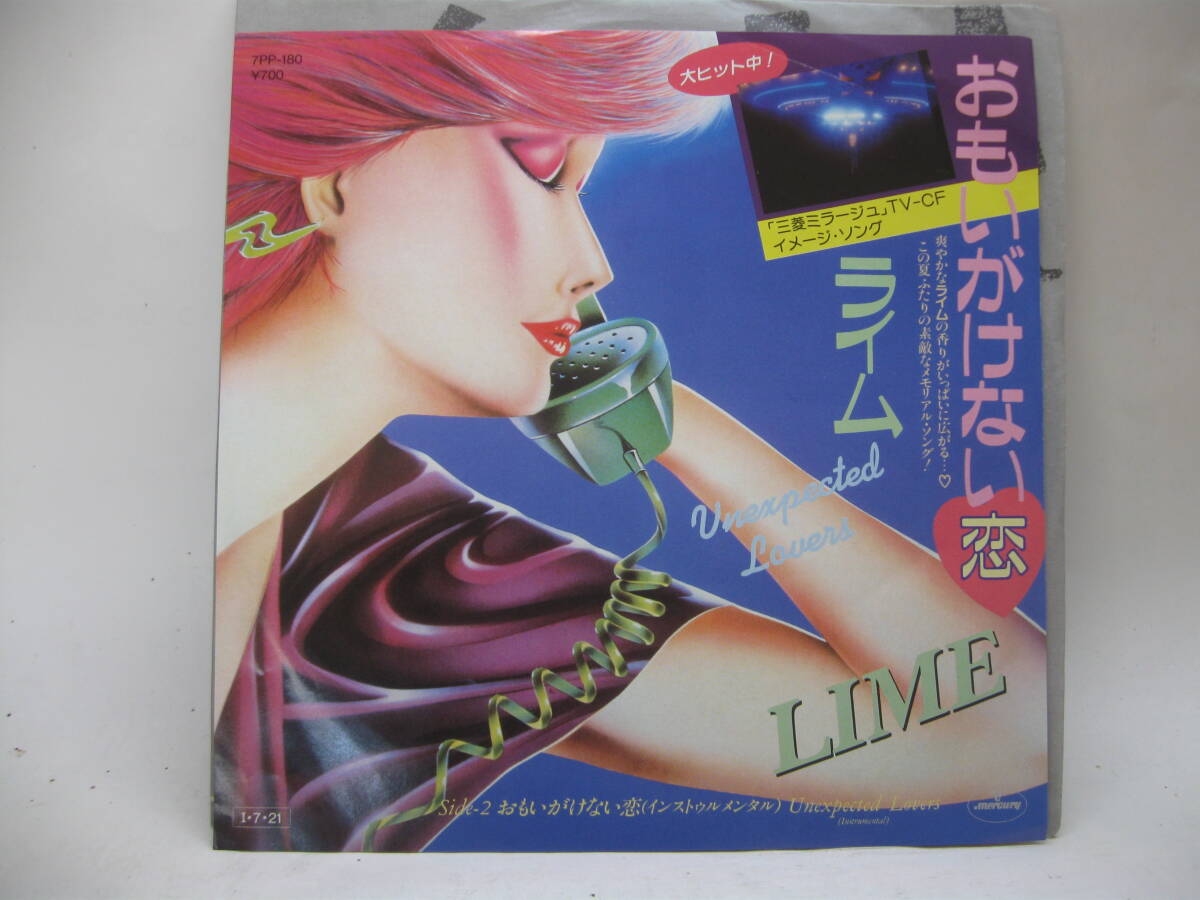 7PP-180
¥700
大ヒット中!
「三菱ミラージュ」TV-CF
イメージ・ソング
おもいがけない恋
爽やかなライムの香りがいっぱいに広がる…♡
この夏、ふたりの素敵なメモリアル・ソング!
ライム
Unexpected
Lovers
LIME
Side-2 おもいがけない恋(インストゥルメンタル) Unexpected Lovers
(Instrumental)
mercury
I・7・21